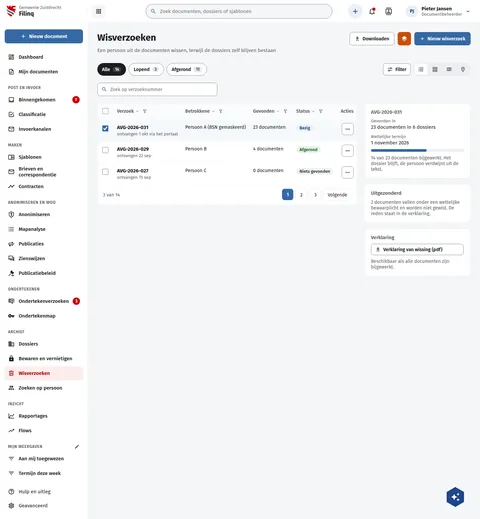 Gemeente Zuiddrecht
Filinq
Zoek documenten, dossiers of sjablonen
Pieter Jansen
Documentbeheerder
PJ
+ Nieuw document
Dashboard
Mijn documenten
POST EN INVOER
Binnengekomen
Classificatie
Invoerkanalen
MAKEN
Sjablonen
Brieven en correspondentie
Contracten
ANONIMISEREN EN WOO
Anonimiseren
Mapanalyse
Publicaties
Zienswijzen
Publicatiebeleid
ONDERTEKENEN
Ondertekenverzoeken
Ondertekenmap
ARCHIEF
Dossiers
Bewaren en vernietigen
Wisverzoeken
Zoeken op persoon
INZICHT
Rapportages
Flows
MIJN WEERGAVEN
Aan mij toegewezen
Termijn deze week
Hulp en uitleg
Geavanceerd
Wisverzoeken
Een persoon uit de documenten wissen, terwijl de dossiers zelf blijven bestaan
Downloaden
+ Nieuw wisverzoek
Alle 14
Lopend 3
Afgerond 11
Filter
Zoek op verzoeknummer
Verzoek Betrokkene Gevonden Status Acties
AVG-2026-031 Persoon A (BSN gemaskeerd) 23 documenten Bezig
ontvangen 1 okt via het portaal
AVG-2026-029 Persoon B 4 documenten Afgerond
ontvangen 22 sep
AVG-2026-027 Persoon C 0 documenten Niets gevonden
ontvangen 15 sep
3 van 14
1 2 3 Volgende
AVG-2026-031
Gevonden in
23 documenten in 6 dossiers
Wettelijke termijn
1 november 2026
14 van 23 documenten bijgewerkt. Het
dossier blijft, de persoon verdwijnt uit de
tekst.
Uitgezonderd
2 documenten vallen onder een wettelijke
bewaarplicht en worden niet gewist. De
reden staat in de verklaring.
Verklaring
Verklaring van wissing (pdf)
Beschikbaar als alle documenten zijn
bijgewerkt.